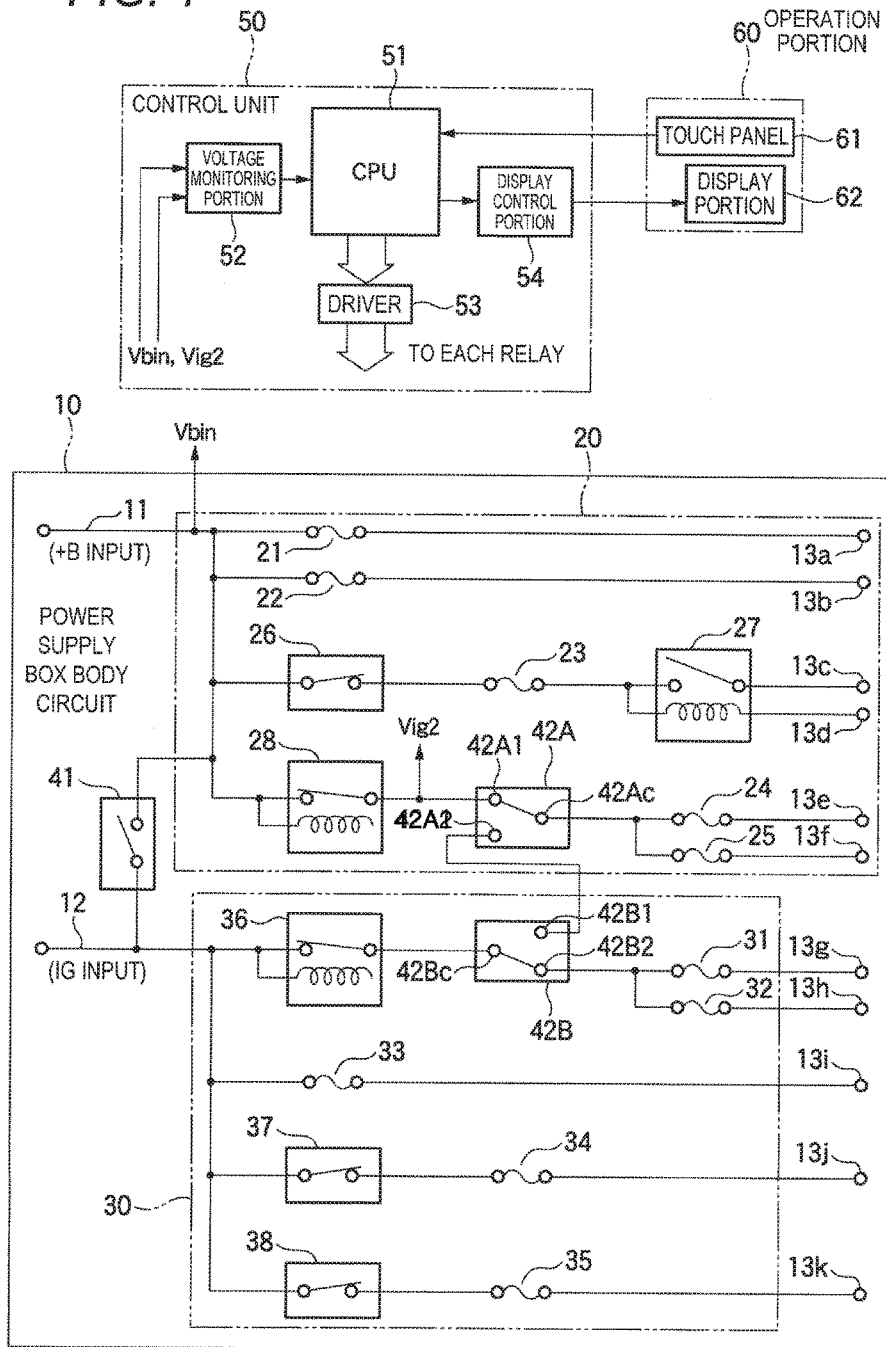 FIG. 1
50
CONTROL UNIT
51
CPU
VOLTAGE
MONITORING
PORTION
52
DISPLAY
CONTROL
PORTION
54
DRIVER
53
TO EACH RELAY
Vbin, Vig2
OPERATION
PORTION
60
TOUCH PANEL
61
DISPLAY
PORTION
62
10
Vbin
20
11
(+B INPUT)
21
13a
22
13b
POWER
SUPPLY
BOX BODY
CIRCUIT
26
23
27
13c
13d
28
Vig2
42A1
42A
42Ac
24
13e
41
25
13f
12
(IG INPUT)
36
42B1
42Bc
42B2
31
13g
32
13h
42B
33
13i
37
34
13j
30
38
35
13k